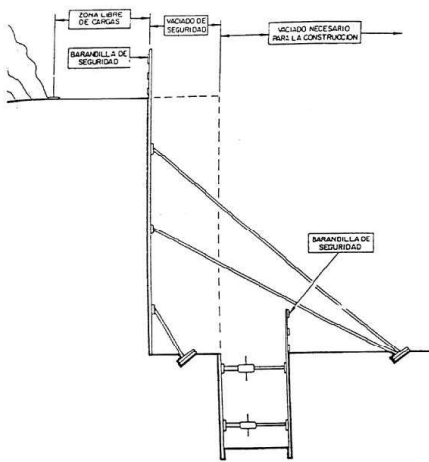 ZONA LIBRE
DE CARGAS
VACIADO DE
SEGURIDAD
VACIADO NECESARIO
PARA LA CONSTRUCCION
BARANDILLA DE
SEGURIDAD
BARANDILLA DE
SEGURIDAD